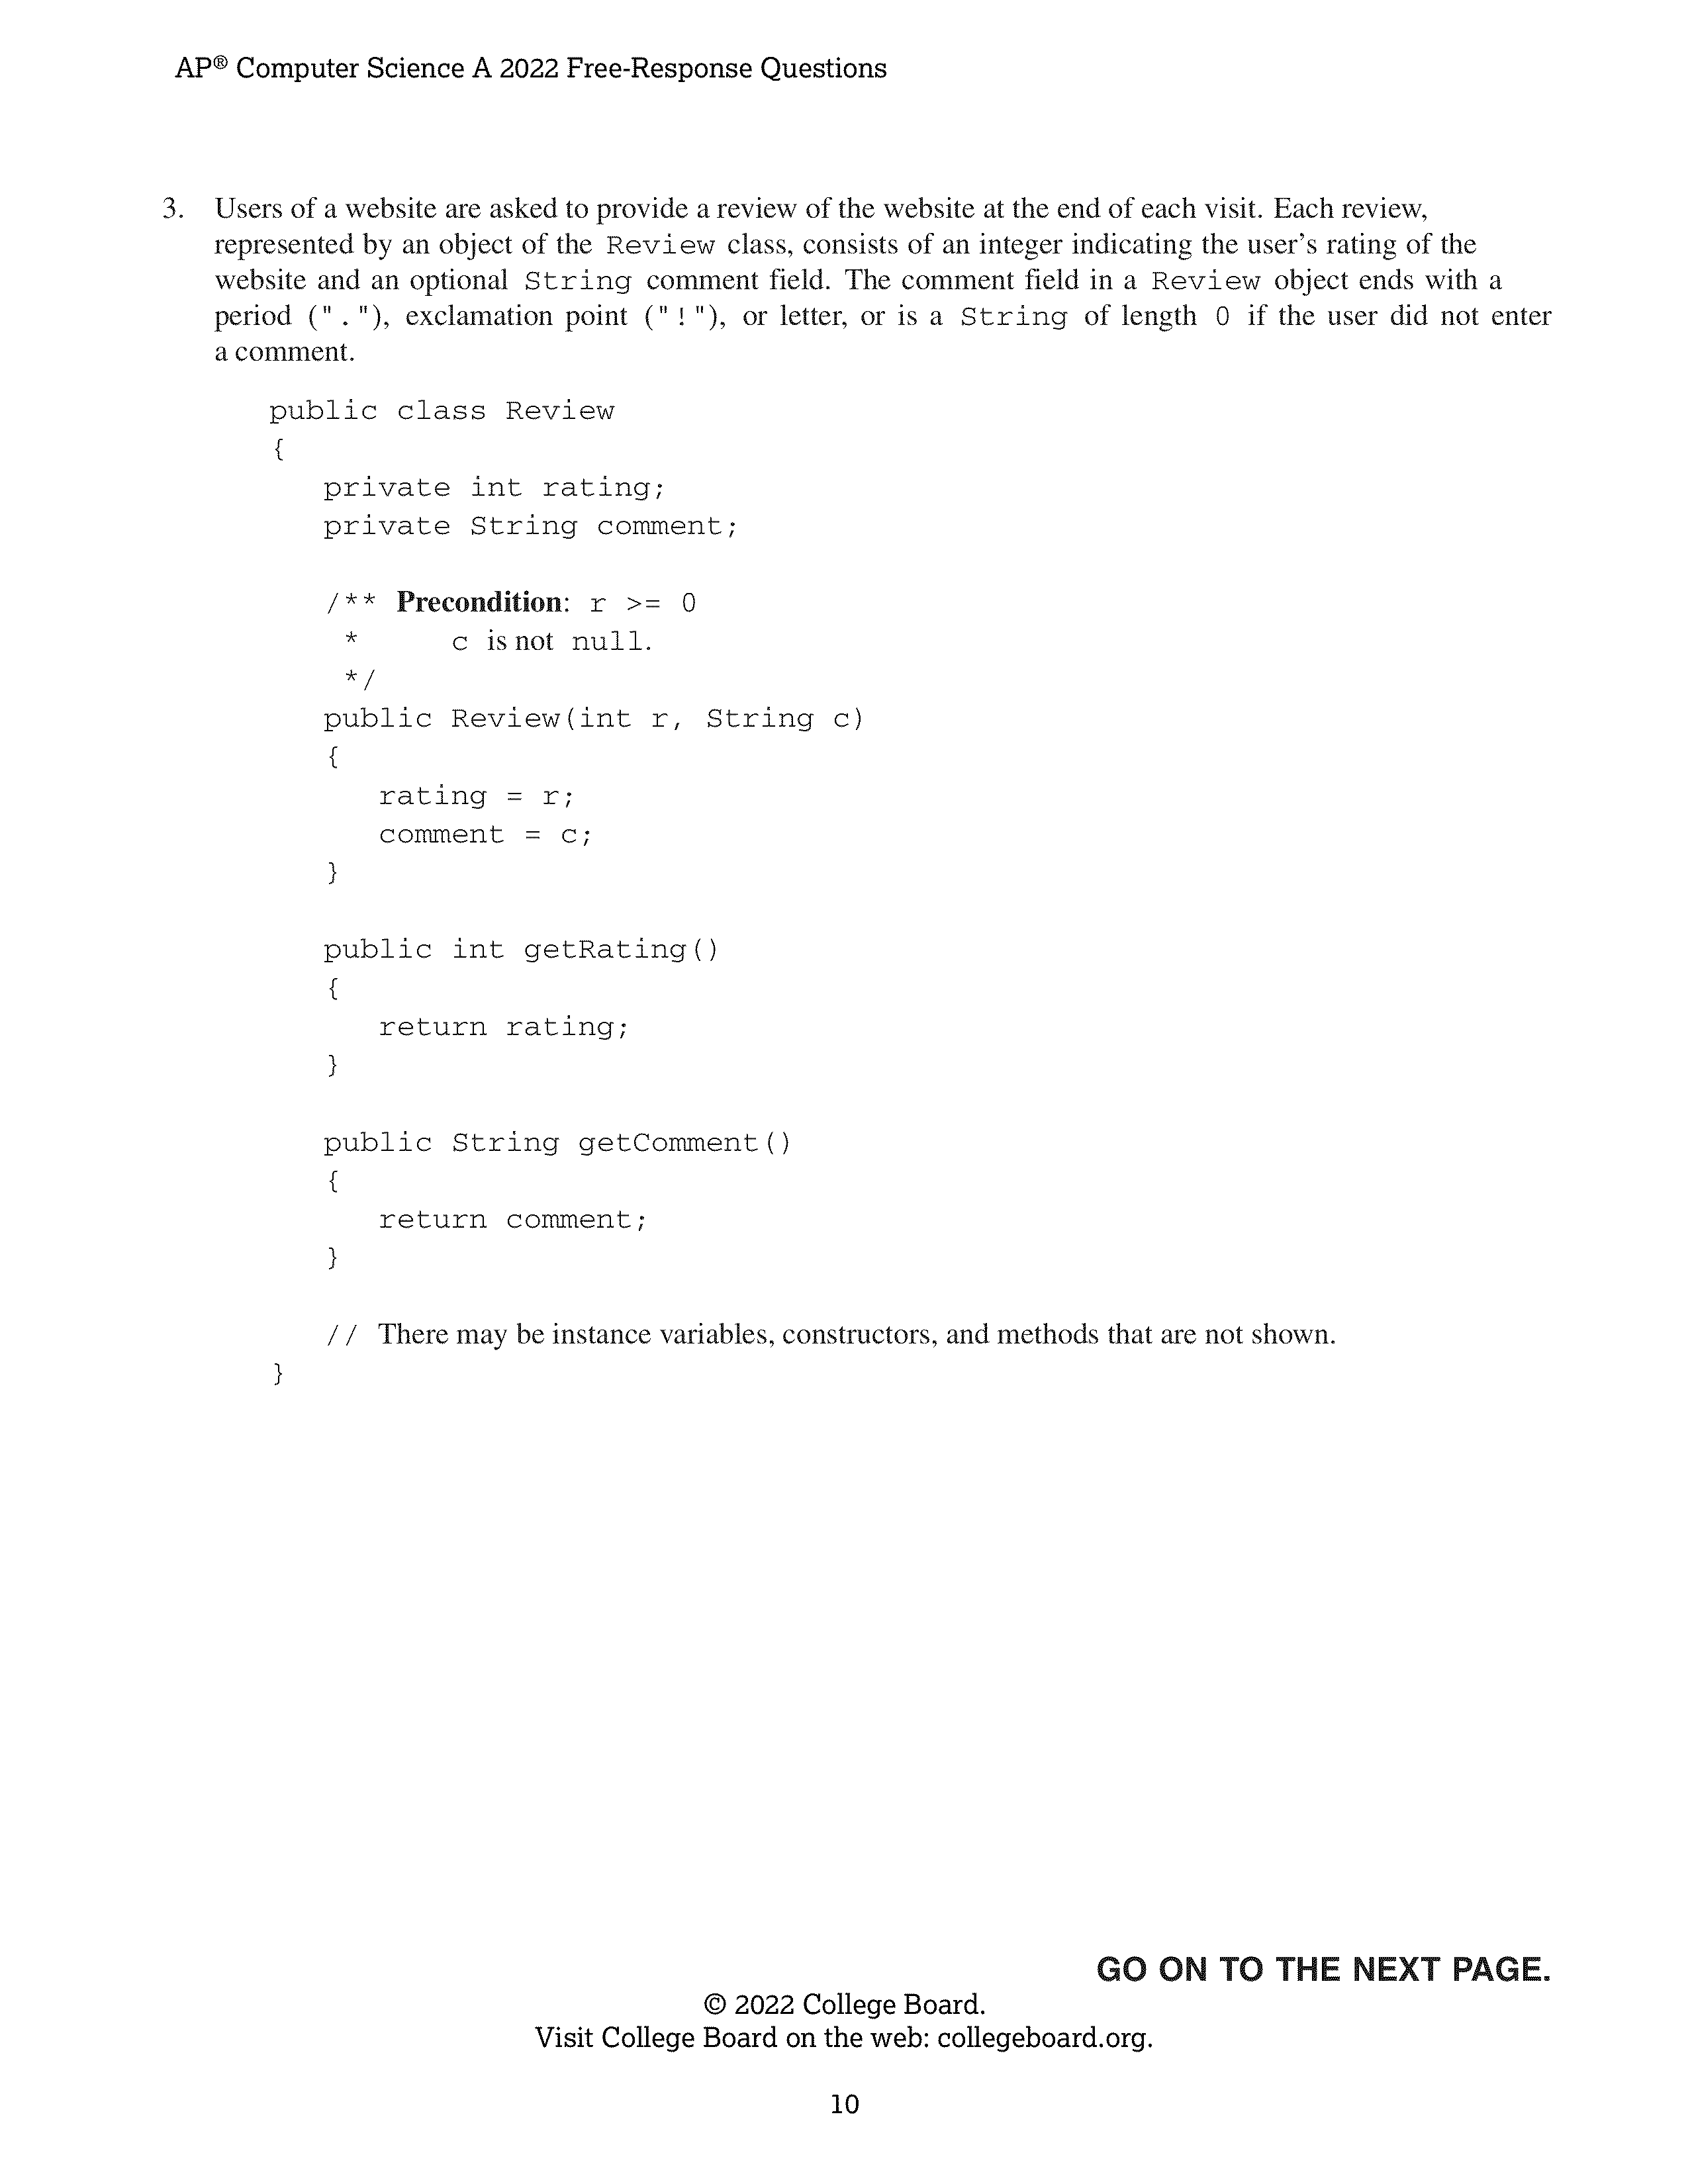 AP® Computer Science A 2022 Free-Response Questions
3. Users of a website are asked to provide a review of the website at the end of each visit. Each review,
represented by an object of the Review class, consists of an integer indicating the user's rating of the
website and an optional String comment field. The comment field in a Review object ends with a
period ("."), exclamation point ("!"), or letter, or is a String of length 0 if the user did not enter
a comment.
public class Review
{
private int rating;
private String comment;
/** Precondition: r >= 0
* c is not null.
*/
public Review(int r, String c)
{
rating = r;
comment = c;
}
public int getRating()
{
return rating;
}
public String getComment()
{
return comment;
}
// There may be instance variables, constructors, and methods that are not shown.
}
GO ON TO THE NEXT PAGE.
© 2022 College Board.
Visit College Board on the web: collegeboard.org.
10